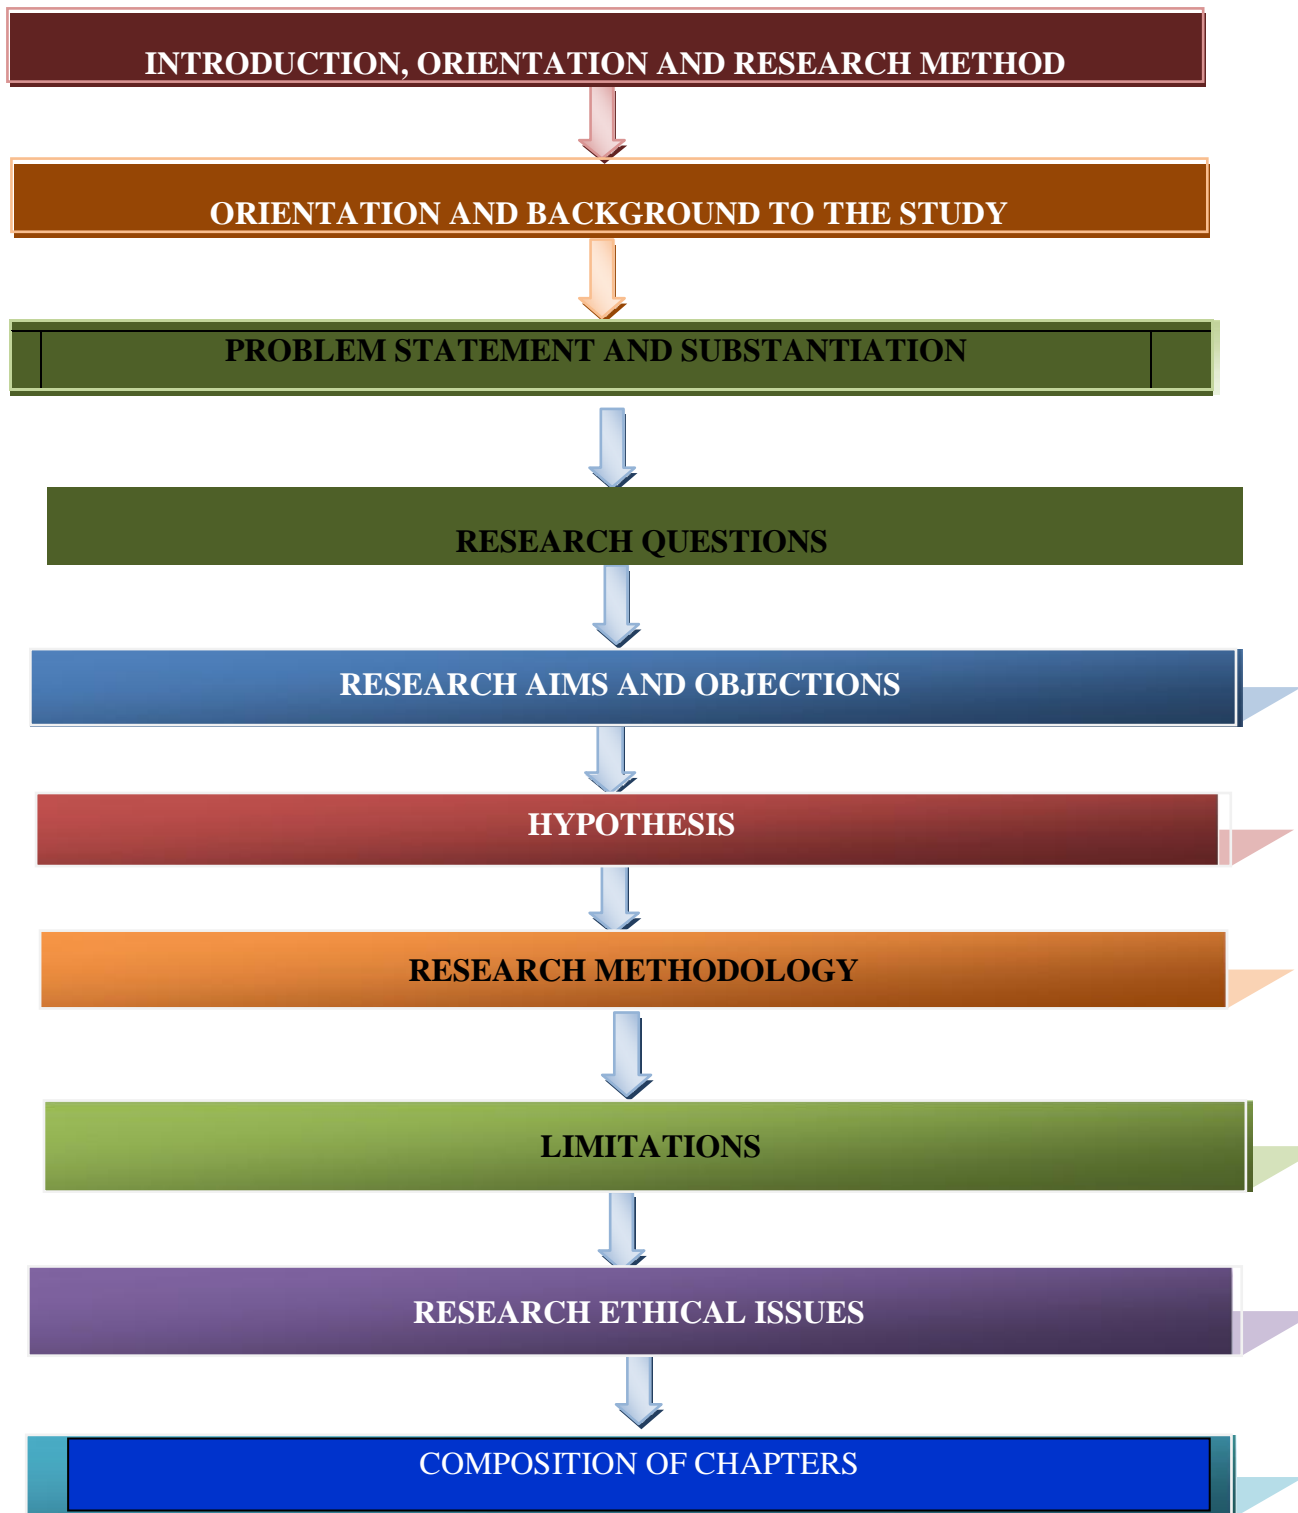 INTRODUCTION, ORIENTATION AND RESEARCH METHOD
ORIENTATION AND BACKGROUND TO THE STUDY
PROBLEM STATEMENT AND SUBSTANTIATION
RESEARCH QUESTIONS
RESEARCH AIMS AND OBJECTIONS
HYPOTHESIS
RESEARCH METHODOLOGY
LIMITATIONS
RESEARCH ETHICAL ISSUES
COMPOSITION OF CHAPTERS